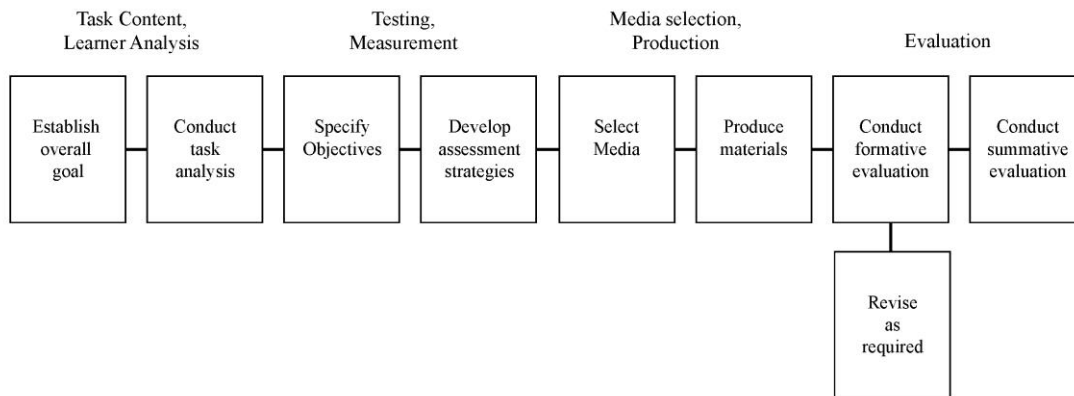 Task Content,
Learner Analysis
Testing,
Measurement
Media selection,
Production
Evaluation
Establish
overall
goal
Conduct
task
analysis
Specify
Objectives
Develop
assessment
strategies
Select
Media
Produce
materials
Conduct
formative
evaluation
Conduct
summative
evaluation
Revise
as
required